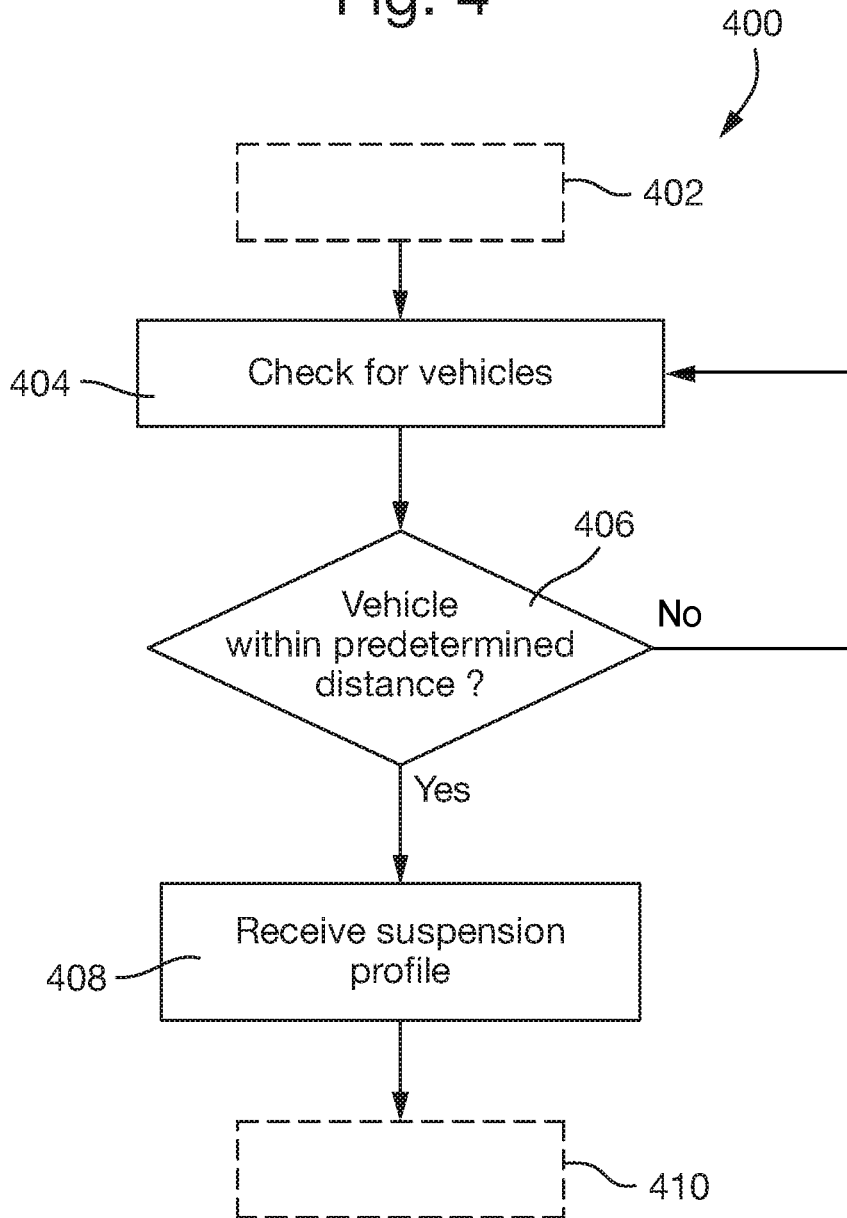 Fig. 4
400
402
404
Check for vehicles
406
Vehicle
within predetermined
distance ?
No
Yes
Receive suspension
profile
408
410